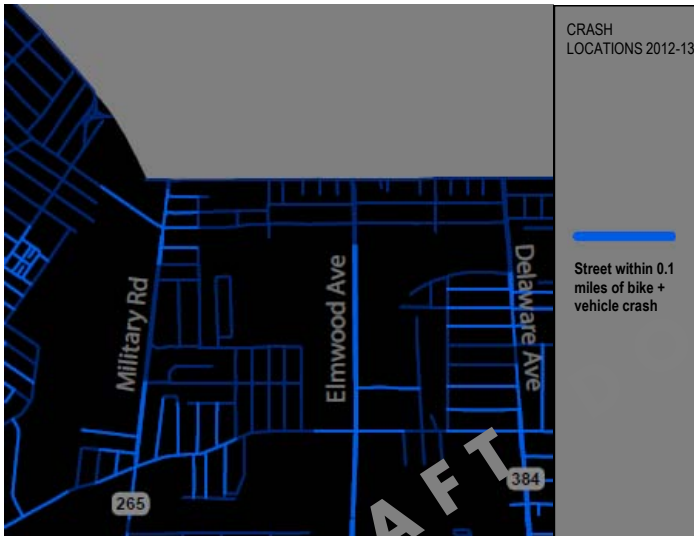 CRASH
LOCATIONS 2012-13
Street within 0.1
miles of bike +
vehicle crash
Military Rd
Elmwood Ave
Delaware Ave
265
384
AFT